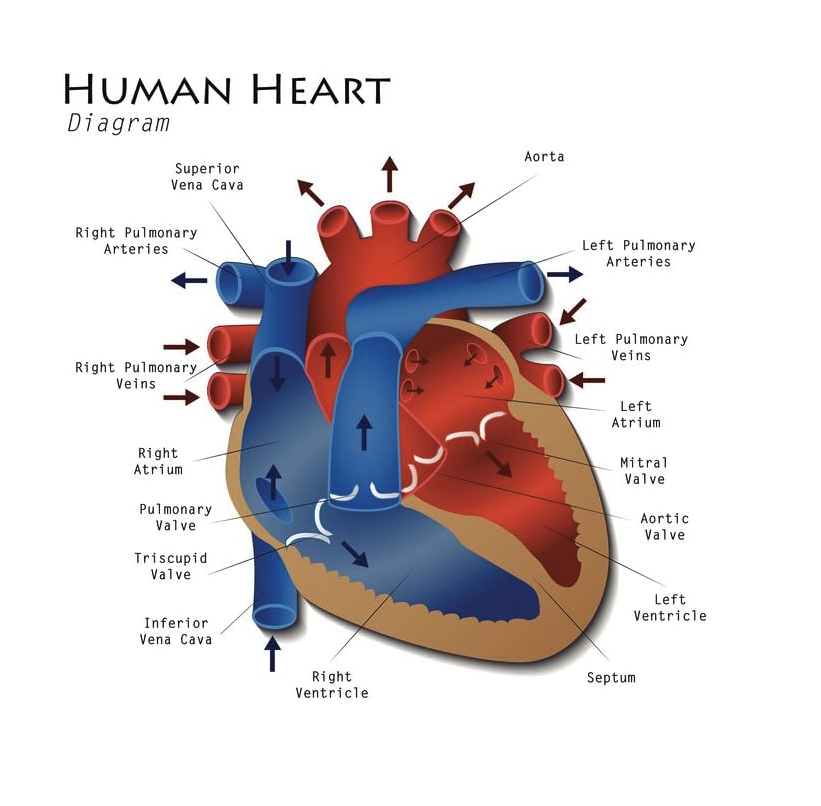 HUMAN HEART
Diagram
Superior
Vena Cava
Aorta
Right Pulmonary
Arteries
Left Pulmonary
Arteries
Right Pulmonary
Veins
Left Pulmonary
Veins
Left
Atrium
Right
Atrium
Mitral
Valve
Pulmonary
Valve
Aortic
Valve
Triscupid
Valve
Left
Ventricle
Inferior
Vena Cava
Right
Ventricle
Septum